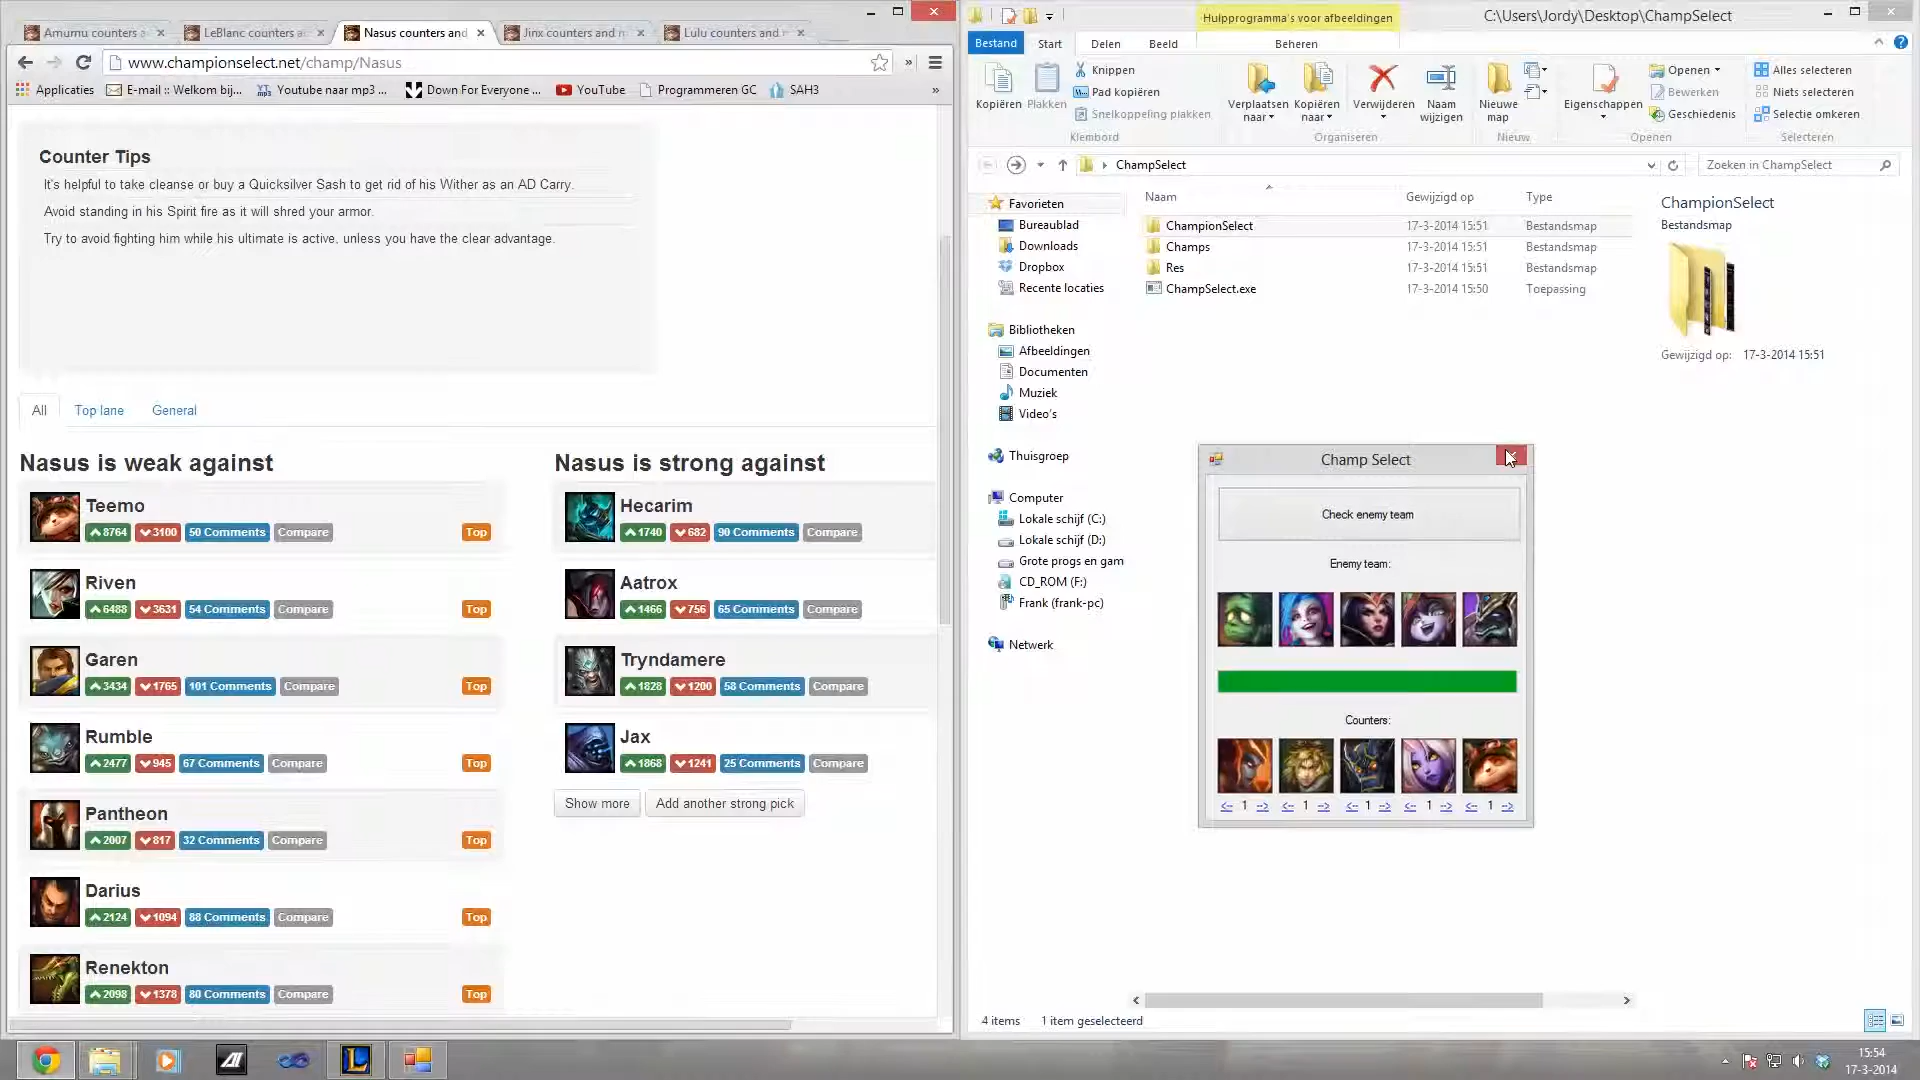 Amumu counters a
LeBlanc counters a
Nasus counters and
Jinx counters and n
Lulu counters and r
www.championselect.net/champ/Nasus
Applicaties
E-mail :: Welkom bij...
Youtube naar mp3 ...
Down For Everyone ...
YouTube
Programmeren GC
SAH3
»
Counter Tips
It's helpful to take cleanse or buy a Quicksilver Sash to get rid of his Wither as an AD Carry.
Avoid standing in his Spirit fire as it will shred your armor.
Try to avoid fighting him while his ultimate is active, unless you have the clear advantage.
All
Top lane
General
Nasus is weak against
Teemo
8764 3100 50 Comments Compare Top
Riven
6488 3631 54 Comments Compare Top
Garen
3434 1765 101 Comments Compare Top
Rumble
2477 945 67 Comments Compare Top
Pantheon
2007 817 32 Comments Compare Top
Darius
2124 1094 88 Comments Compare Top
Renekton
2098 1378 80 Comments Compare Top
Nasus is strong against
Hecarim
1740 682 90 Comments Compare
Aatrox
1466 756 65 Comments Compare
Tryndamere
1828 1200 58 Comments Compare
Jax
1868 1241 25 Comments Compare
Show more
Add another strong pick
Hulpprogramma's voor afbeeldingen
C:\Users\Jordy\Desktop\ChampSelect
Bestand
Start
Delen
Beeld
Beheren
Kopiëren
Plakken
Knippen
Pad kopiëren
Snelkoppeling plakken
Klembord
Verplaatsen naar
Kopiëren naar
Verwijderen
Naam wijzigen
Organiseren
Nieuwe map
Nieuw
Eigenschappen
Openen
Bewerken
Geschiedenis
Openen
Alles selecteren
Niets selecteren
Selectie omkeren
Selecteren
ChampSelect
Zoeken in ChampSelect
Favorieten
Bureaublad
Downloads
Dropbox
Recente locaties
Bibliotheken
Afbeeldingen
Documenten
Muziek
Video's
Thuisgroep
Computer
Lokale schijf (C:)
Lokale schijf (D:)
Grote progs en gam
CD_ROM (F:)
Frank (frank-pc)
Netwerk
Naam Gewijzigd op Type
ChampionSelect 17-3-2014 15:51 Bestandsmap
Champs 17-3-2014 15:51 Bestandsmap
Res 17-3-2014 15:51 Bestandsmap
ChampSelect.exe 17-3-2014 15:50 Toepassing
ChampionSelect
Bestandsmap
Gewijzigd op: 17-3-2014 15:51
Champ Select
Check enemy team
Enemy team:
Counters:
<-- 1 --> <-- 1 --> <-- 1 --> <-- 1 --> <-- 1 -->
4 items 1 item geselecteerd
15:54
17-3-2014